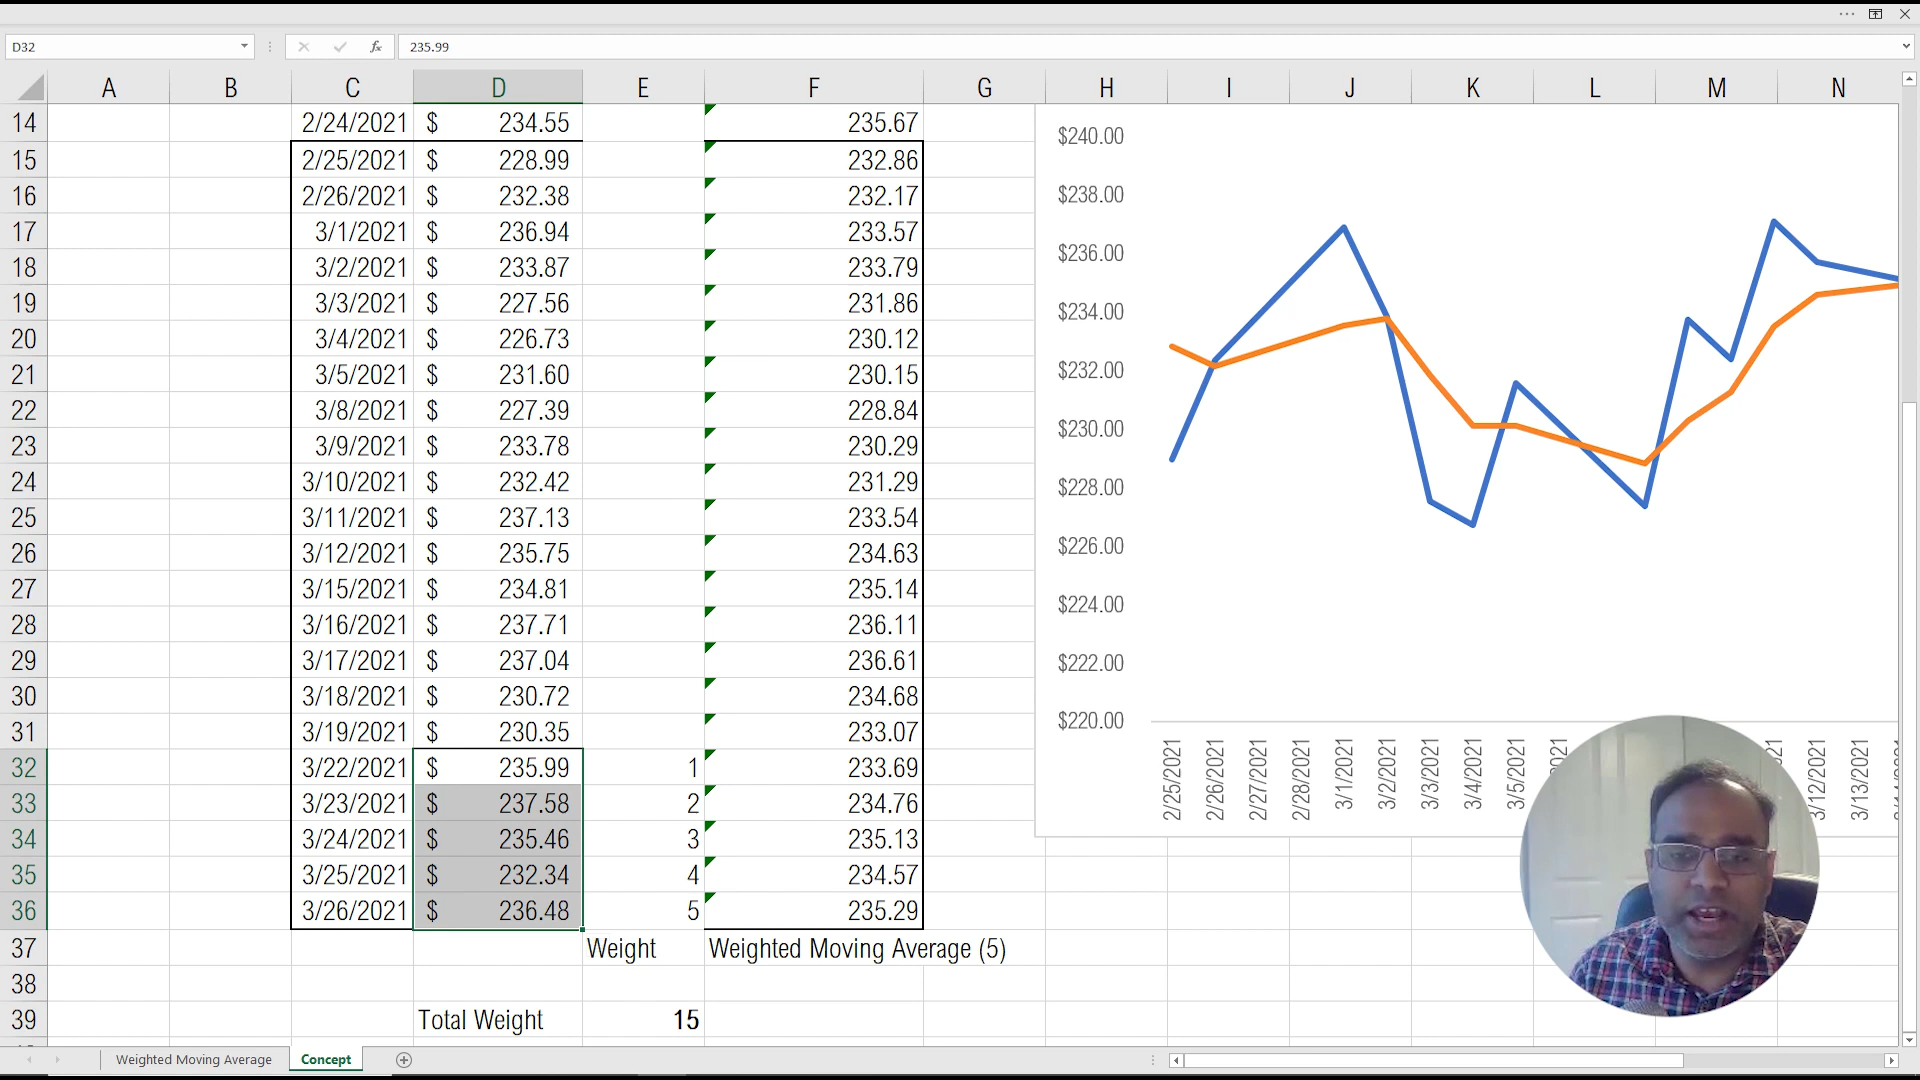 D32 fx 235.99
A B C D E F G H I J K L M N
14 2/24/2021 $ 234.55 235.67
15 2/25/2021 $ 228.99 232.86
16 2/26/2021 $ 232.38 232.17
17 3/1/2021 $ 236.94 233.57
18 3/2/2021 $ 233.87 233.79
19 3/3/2021 $ 227.56 231.86
20 3/4/2021 $ 226.73 230.12
21 3/5/2021 $ 231.60 230.15
22 3/8/2021 $ 227.39 228.84
23 3/9/2021 $ 233.78 230.29
24 3/10/2021 $ 232.42 231.29
25 3/11/2021 $ 237.13 233.54
26 3/12/2021 $ 235.75 234.63
27 3/15/2021 $ 234.81 235.14
28 3/16/2021 $ 237.71 236.11
29 3/17/2021 $ 237.04 236.61
30 3/18/2021 $ 230.72 234.68
31 3/19/2021 $ 230.35 233.07
32 3/22/2021 $ 235.99 1 233.69
33 3/23/2021 $ 237.58 2 234.76
34 3/24/2021 $ 235.46 3 235.13
35 3/25/2021 $ 232.34 4 234.57
36 3/26/2021 $ 236.48 5 235.29
37 Weight Weighted Moving Average (5)
38
39 Total Weight 15
$240.00
$238.00
$236.00
$234.00
$232.00
$230.00
$228.00
$226.00
$224.00
$222.00
$220.00
2/25/2021
2/26/2021
2/27/2021
2/28/2021
3/1/2021
3/2/2021
3/3/2021
3/4/2021
3/5/2021
3/12/2021
3/13/2021
Weighted Moving Average Concept